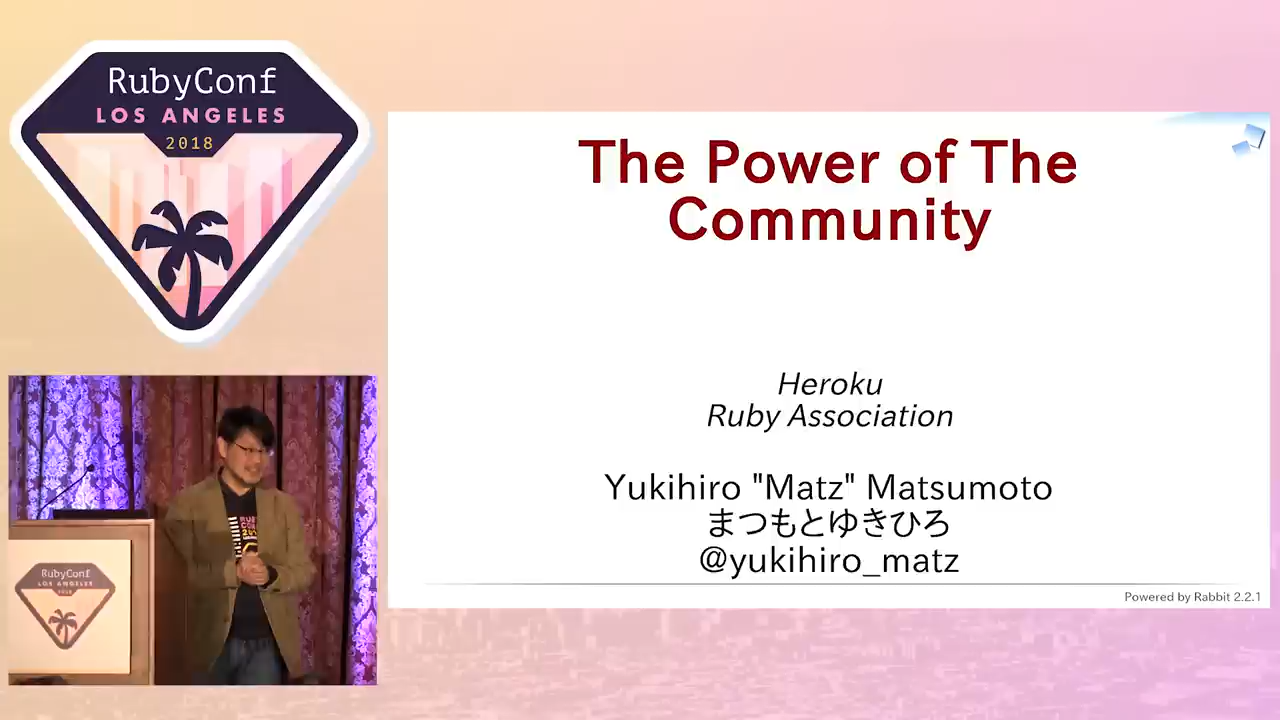 RubyConf
LOS ANGELES
2018
The Power of The
Community
Heroku
Ruby Association
Yukihiro "Matz" Matsumoto
まつもとゆきひろ
@yukihiro_matz
Powered by Rabbit 2.2.1
RubyConf
LOS ANGELES
2018